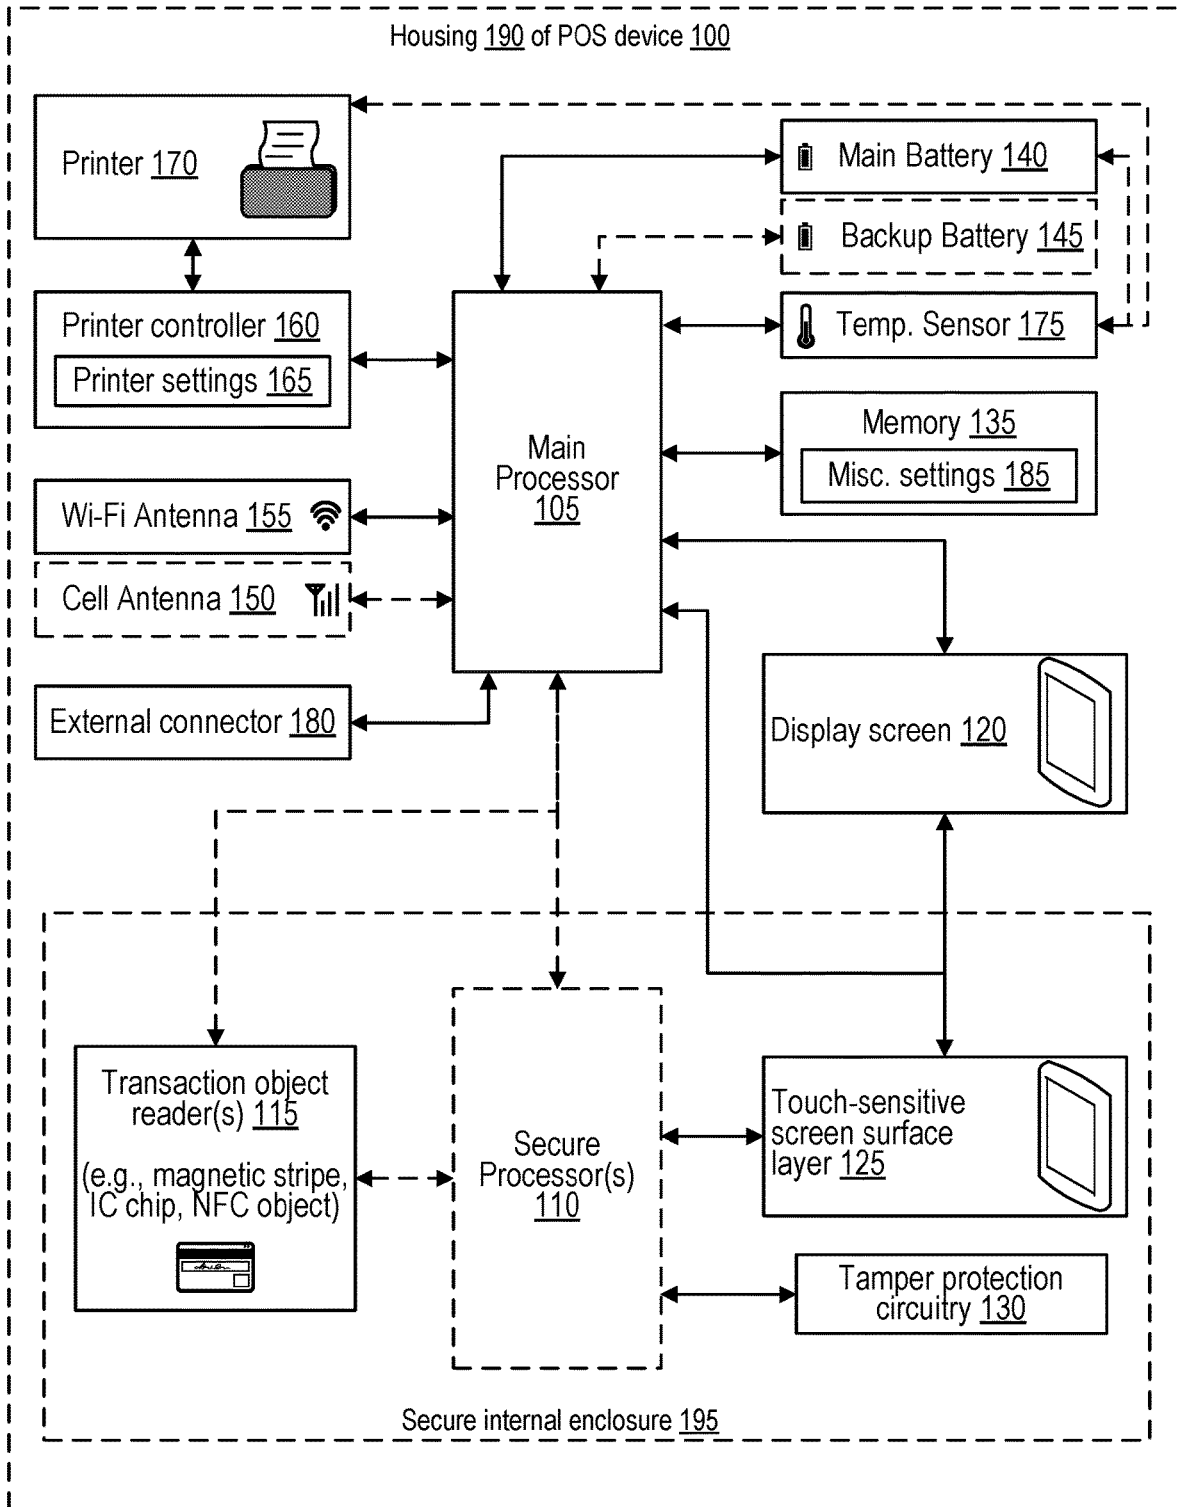 Housing 190 of POS device 100
Printer 170
Main Battery 140
Backup Battery 145
Printer controller 160
Printer settings 165
Temp. Sensor 175
Memory 135
Misc. settings 185
Main
Processor
105
Wi-Fi Antenna 155
Cell Antenna 150
External connector 180
Display screen 120
Transaction object
reader(s) 115
(e.g., magnetic stripe,
IC chip, NFC object)
Secure
Processor(s)
110
Touch-sensitive
screen surface
layer 125
Tamper protection
circuitry 130
Secure internal enclosure 195